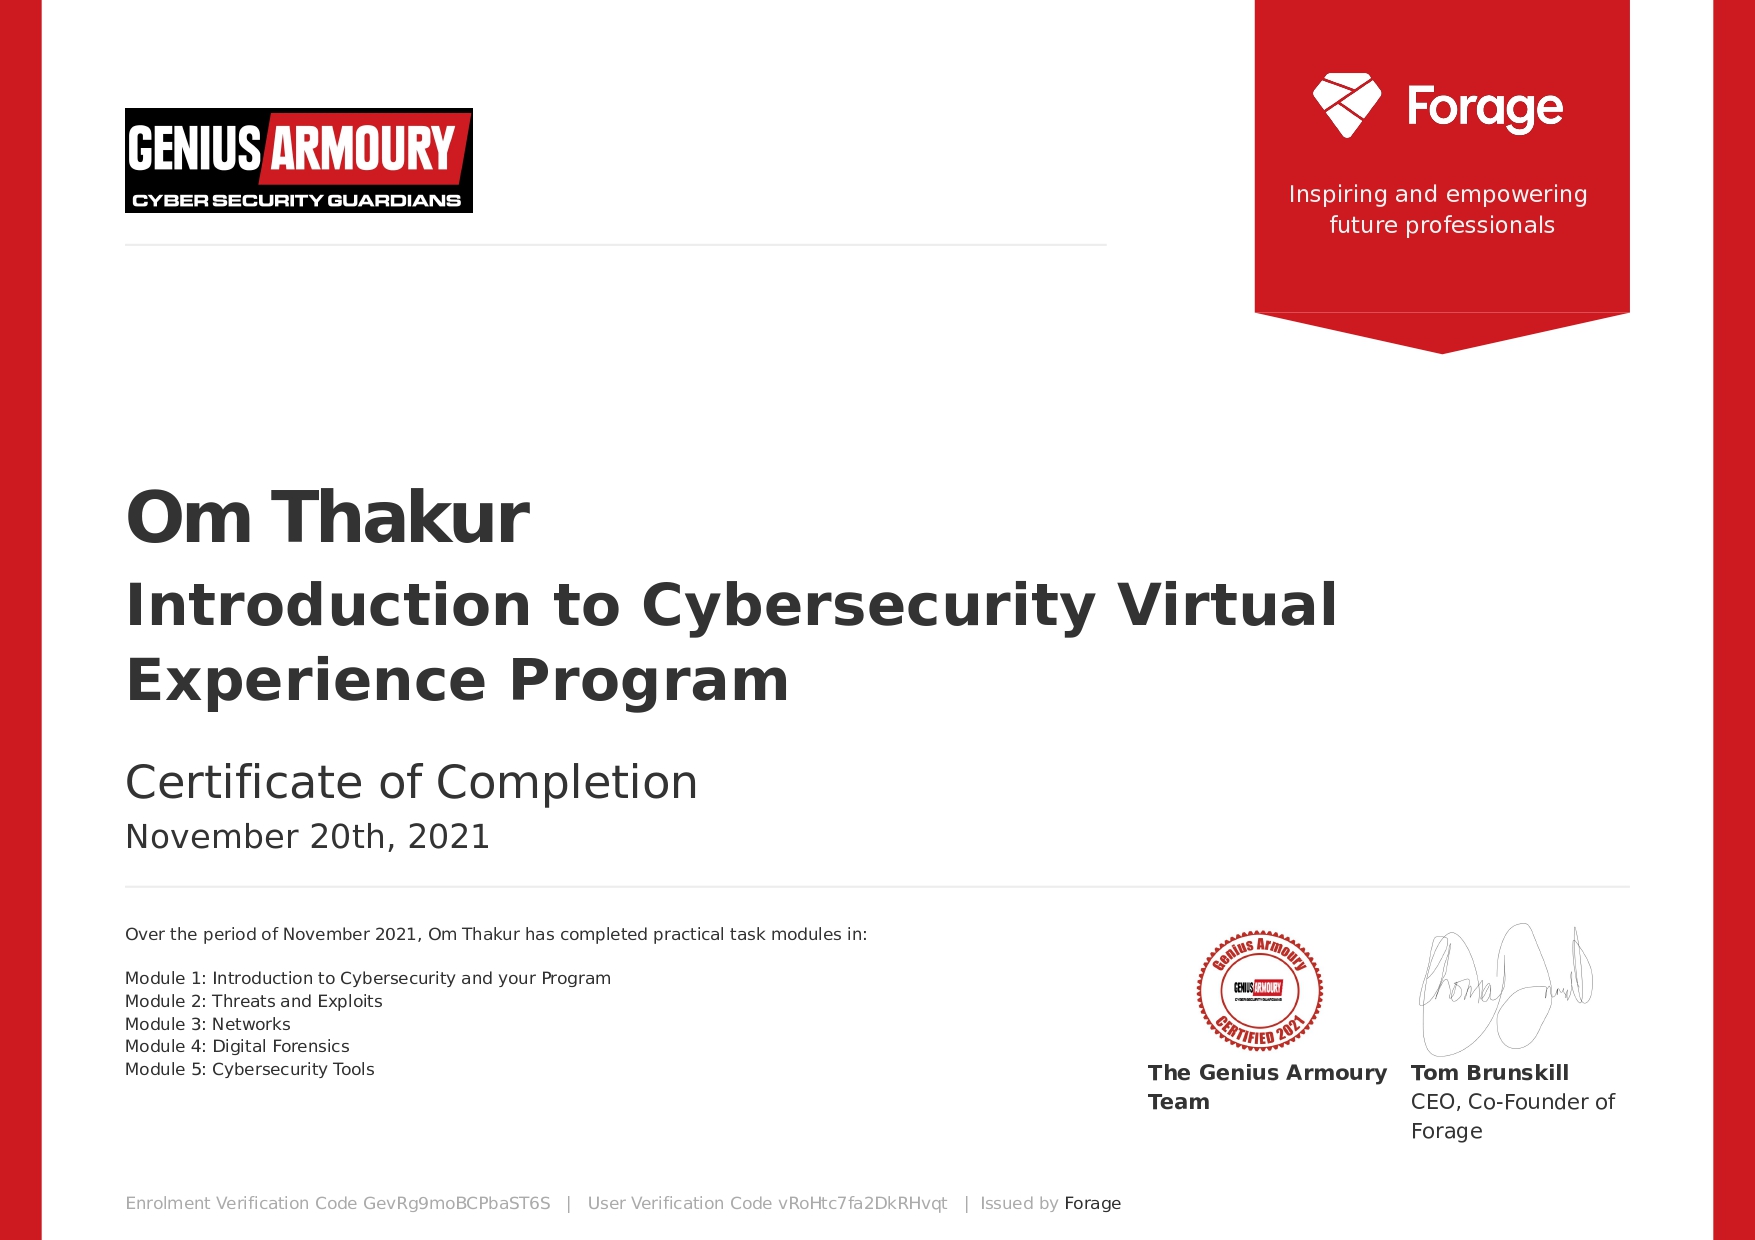 GENIUS ARMOURY
CYBER SECURITY GUARDIANS
Forage
Inspiring and empowering
future professionals
Om Thakur
Introduction to Cybersecurity Virtual
Experience Program
Certificate of Completion
November 20th, 2021
Over the period of November 2021, Om Thakur has completed practical task modules in:
Module 1: Introduction to Cybersecurity and your Program
Module 2: Threats and Exploits
Module 3: Networks
Module 4: Digital Forensics
Module 5: Cybersecurity Tools
Genius Armoury
GENIUS ARMOURY
CYBER SECURITY GUARDIANS
CERTIFIED 2021
The Genius Armoury
Team
Tom Brunskill
CEO, Co-Founder of
Forage
Enrolment Verification Code GevRg9moBCPbaST6S | User Verification Code vRoHtc7fa2DkRHvqt | Issued by Forage